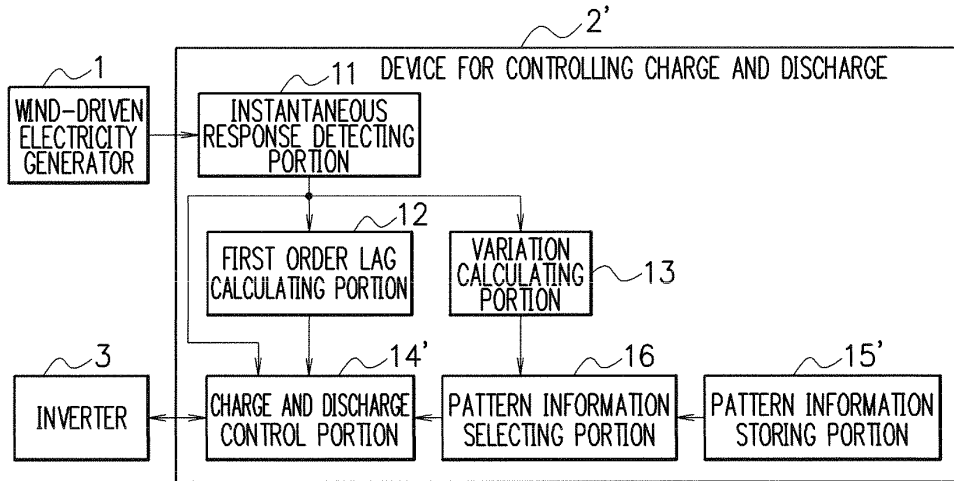 2'
1
DEVICE FOR CONTROLLING CHARGE AND DISCHARGE
11
WIND-DRIVEN
ELECTRICITY
GENERATOR
INSTANTANEOUS
RESPONSE DETECTING
PORTION
12
FIRST ORDER LAG
CALCULATING PORTION
VARIATION
CALCULATING
PORTION
13
3
14'
16
15'
INVERTER
CHARGE AND DISCHARGE
CONTROL PORTION
PATTERN INFORMATION
SELECTING PORTION
PATTERN INFORMATION
STORING PORTION